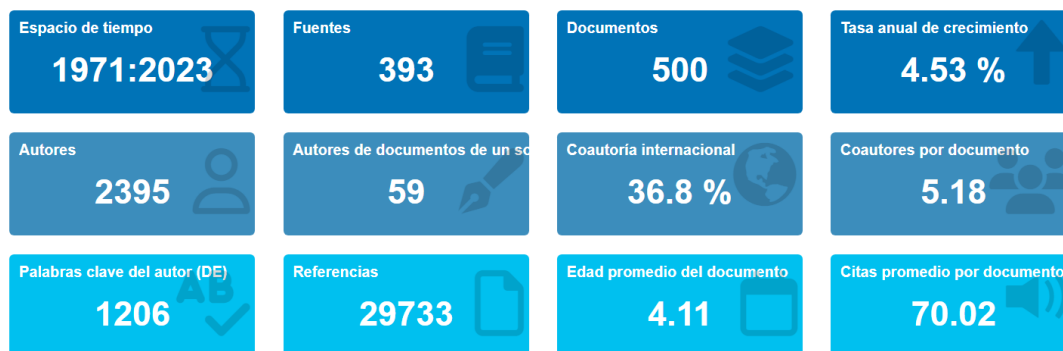 Espacio de tiempo
1971:2023
Fuentes
393
Documentos
500
Tasa anual de crecimiento
4.53 %
Autores
2395
Autores de documentos de un so
59
Coautoría internacional
36.8 %
Coautores por documento
5.18
Palabras clave del autor (DE)
AB
1206
Referencias
29733
Edad promedio del documento
4.11
Citas promedio por documento
70.02